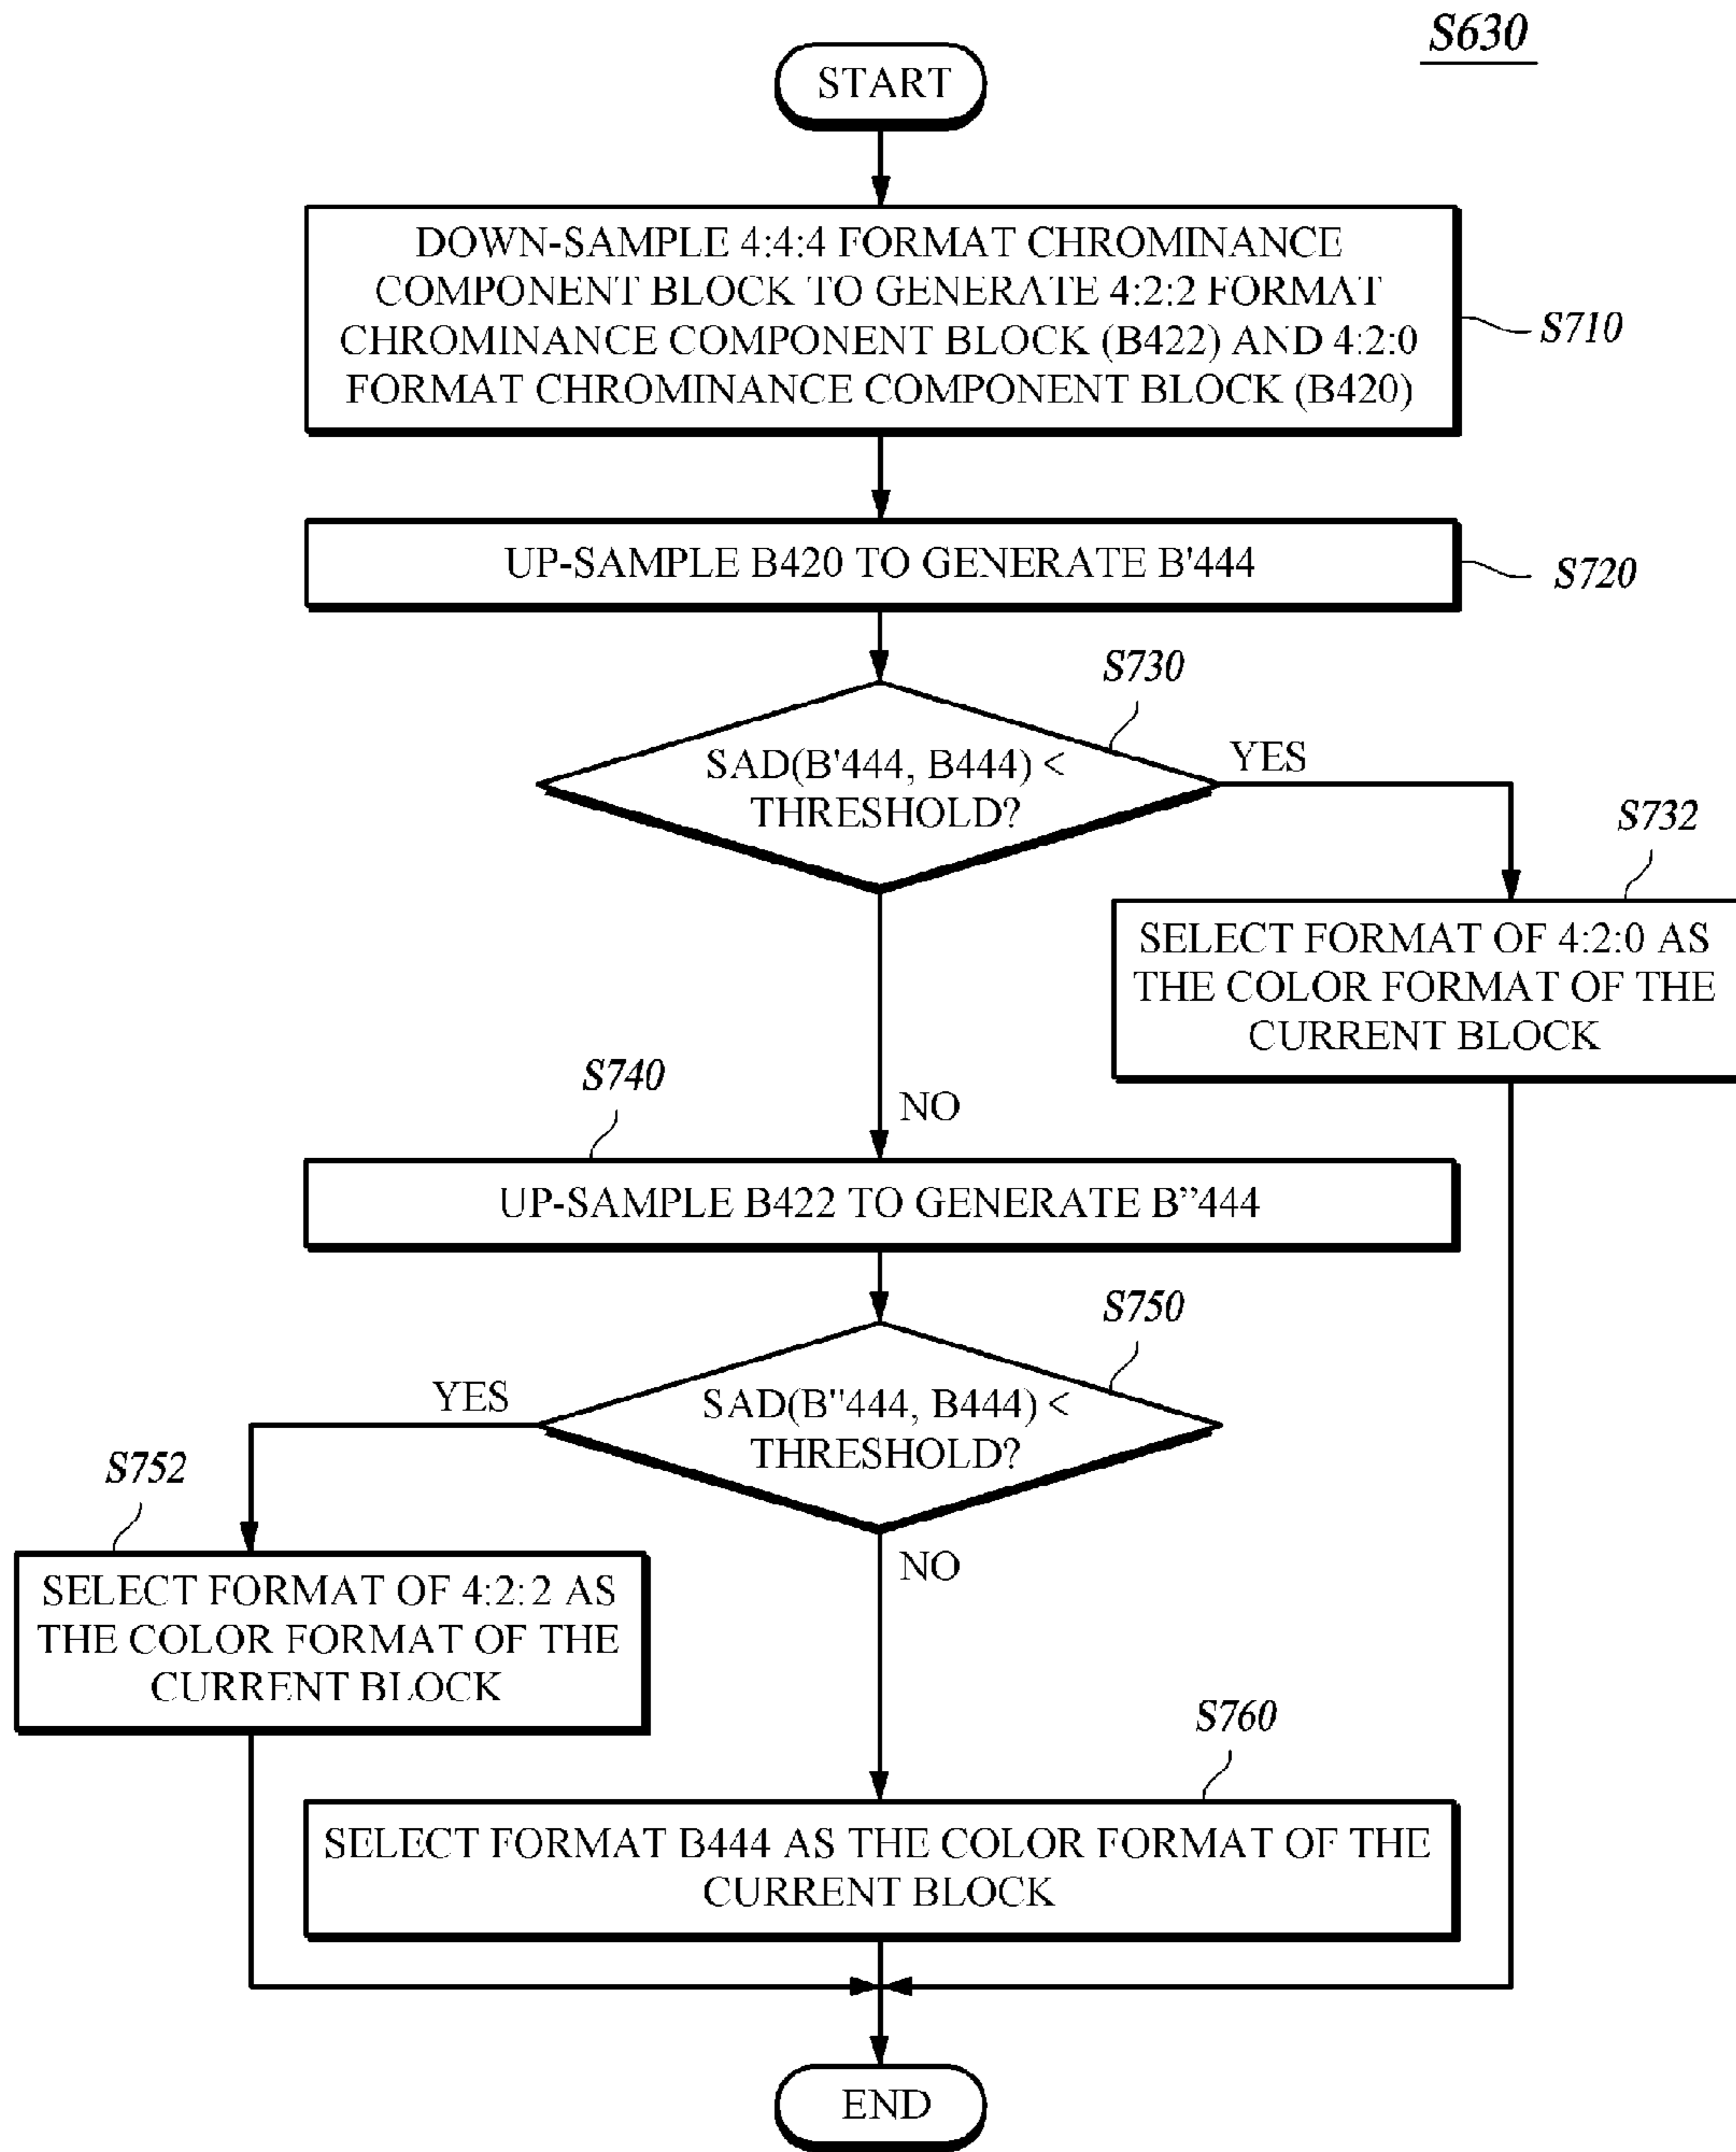 S630
START
DOWN-SAMPLE 4:4:4 FORMAT CHROMINANCE
COMPONENT BLOCK TO GENERATE 4:2:2 FORMAT
CHROMINANCE COMPONENT BLOCK (B422) AND 4:2:0
FORMAT CHROMINANCE COMPONENT BLOCK (B420)
S710
UP-SAMPLE B420 TO GENERATE B'444
S720
S730
SAD(B'444, B444) <
THRESHOLD?
YES
S732
SELECT FORMAT OF 4:2:0 AS
THE COLOR FORMAT OF THE
CURRENT BLOCK
NO
S740
UP-SAMPLE B422 TO GENERATE B”444
S750
SAD(B"444, B444) <
THRESHOLD?
YES
S752
SELECT FORMAT OF 4:2:2 AS
THE COLOR FORMAT OF THE
CURRENT BLOCK
NO
S760
SELECT FORMAT B444 AS THE COLOR FORMAT OF THE
CURRENT BLOCK
END